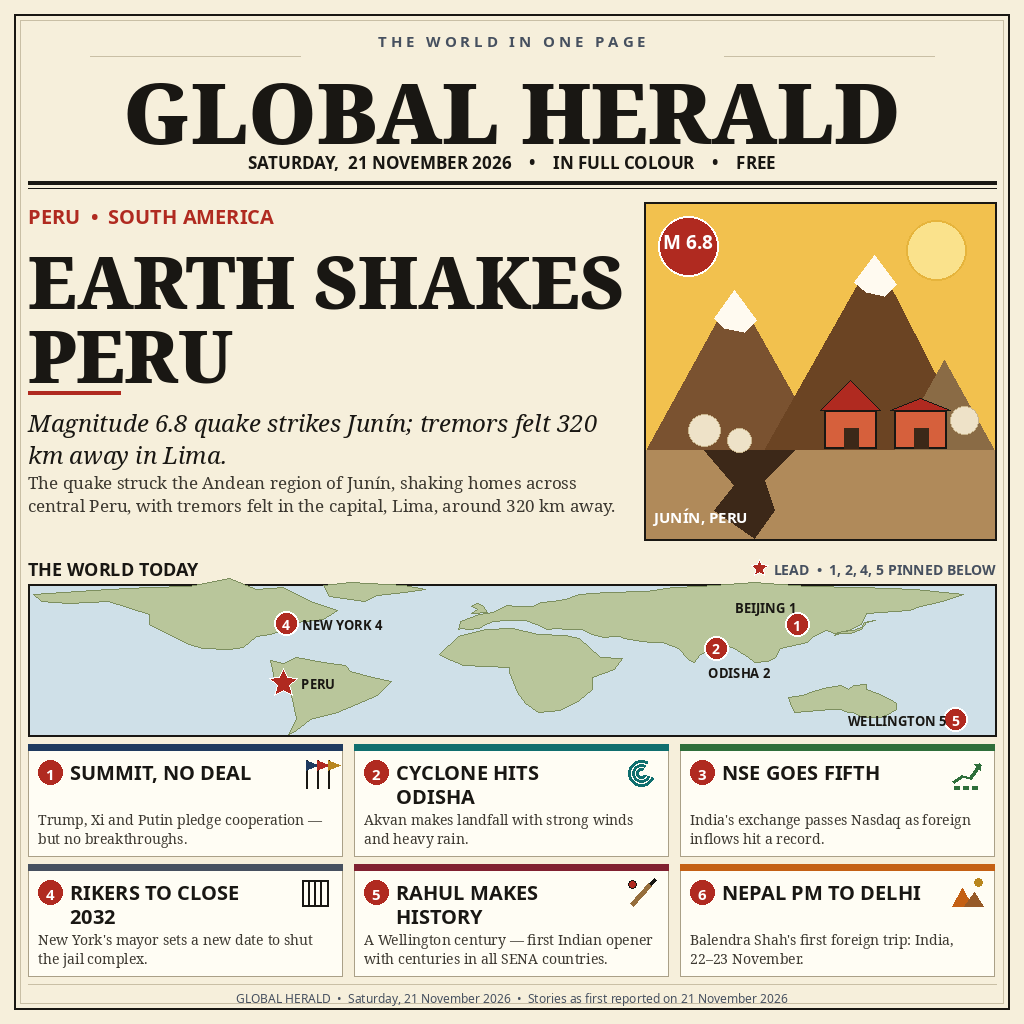 THE WORLD IN ONE PAGE
GLOBAL HERALD
SATURDAY, 21 NOVEMBER 2026 • IN FULL COLOUR • FREE
PERU • SOUTH AMERICA
EARTH SHAKES
PERU
Magnitude 6.8 quake strikes Junín; tremors felt 320
km away in Lima.
The quake struck the Andean region of Junín, shaking homes across
central Peru, with tremors felt in the capital, Lima, around 320 km away.
M 6.8
JUNÍN, PERU
THE WORLD TODAY
LEAD • 1, 2, 4, 5 PINNED BELOW
BEIJING 1
1
4 NEW YORK 4
2
ODISHA 2
PERU
WELLINGTON 5
5
1 SUMMIT, NO DEAL
Trump, Xi and Putin pledge cooperation —
but no breakthroughs.
2 CYCLONE HITS
ODISHA
Akvan makes landfall with strong winds
and heavy rain.
3 NSE GOES FIFTH
India's exchange passes Nasdaq as foreign
inflows hit a record.
4 RIKERS TO CLOSE
2032
New York's mayor sets a new date to shut
the jail complex.
5 RAHUL MAKES
HISTORY
A Wellington century — first Indian opener
with centuries in all SENA countries.
6 NEPAL PM TO DELHI
Balendra Shah's first foreign trip: India,
22–23 November.
GLOBAL HERALD • Saturday, 21 November 2026 • Stories as first reported on 21 November 2026